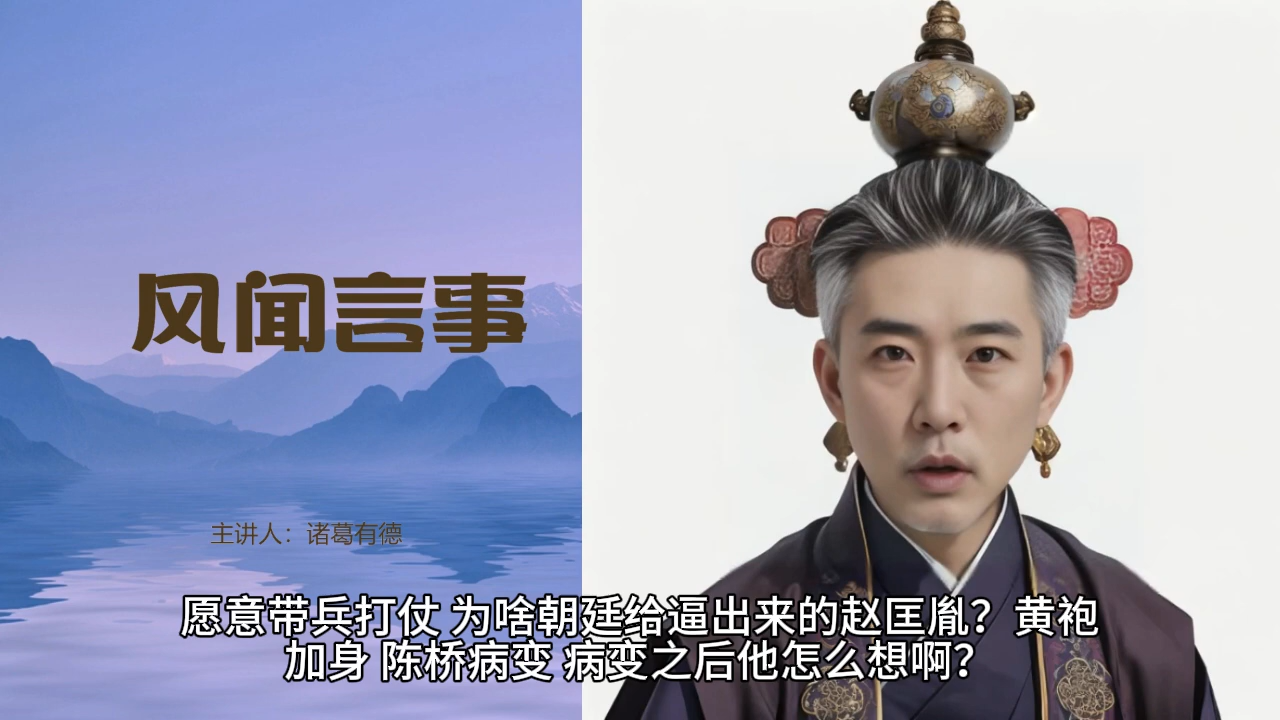 风闻言事
主讲人：诸葛有德
愿意带兵打仗 为啥朝廷给逼出来的赵匡胤？黄袍
加身 陈桥病变 病变之后他怎么想啊？